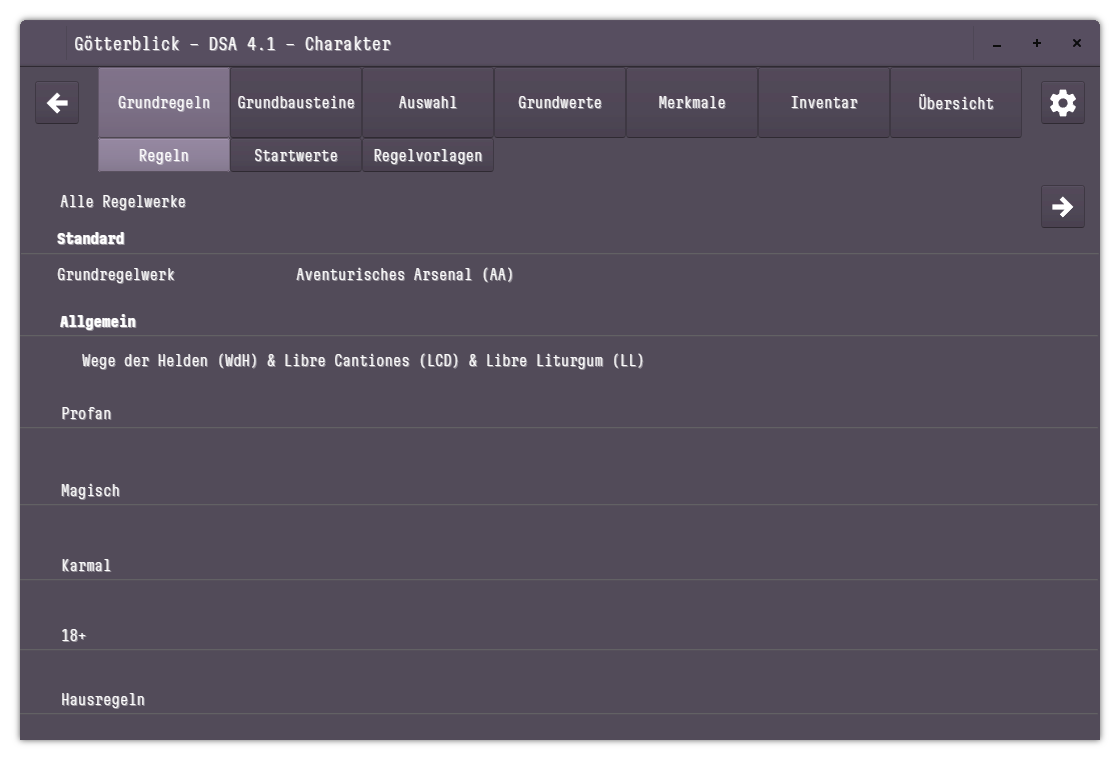 Götterblick – DSA 4.1 – Charakter
Grundregeln Grundbausteine Auswahl Grundwerte Merkmale Inventar Übersicht
Regeln Startwerte Regelvorlagen
Alle Regelwerke
Standard
Grundregelwerk Aventurisches Arsenal (AA)
Allgemein
Wege der Helden (WdH) & Libre Cantiones (LCD) & Libre Liturgum (LL)
Profan
Magisch
Karmal
18+
Hausregeln